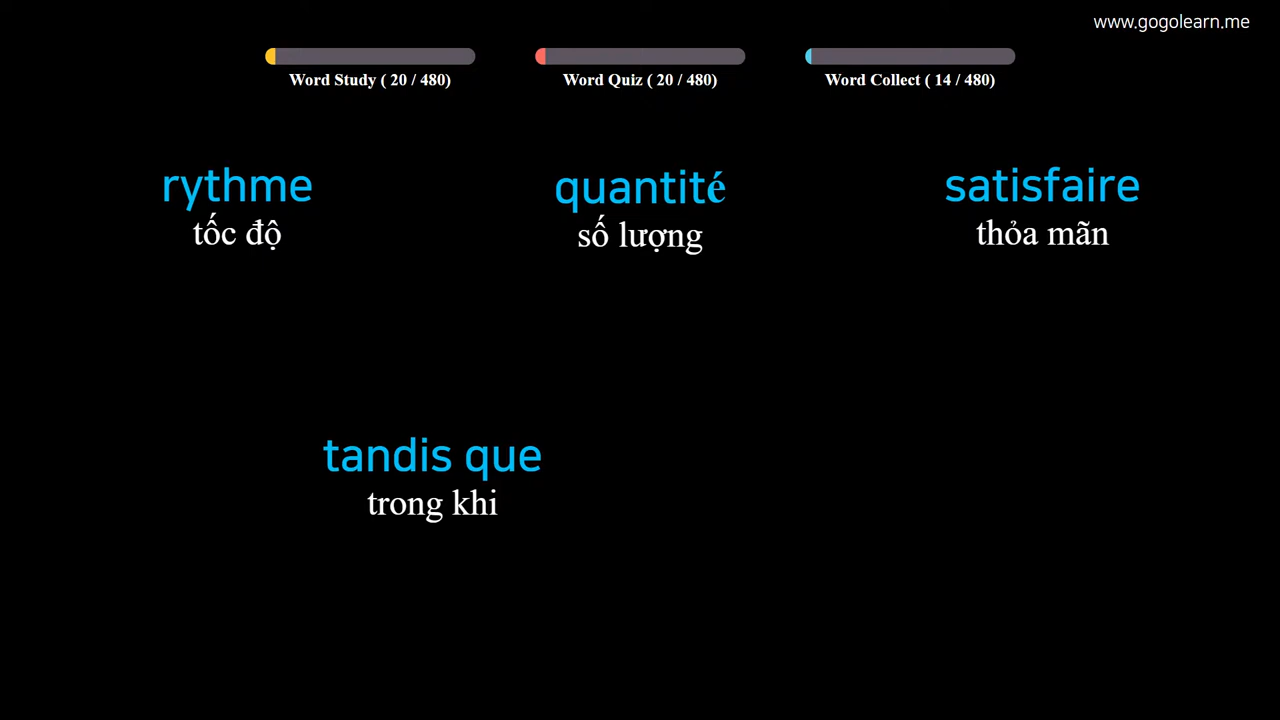 www.gogolearn.me
Word Study ( 20 / 480)
Word Quiz ( 20 / 480)
Word Collect ( 14 / 480)
rythme
tốc độ
quantité
số lượng
satisfaire
thỏa mãn
tandis que
trong khi